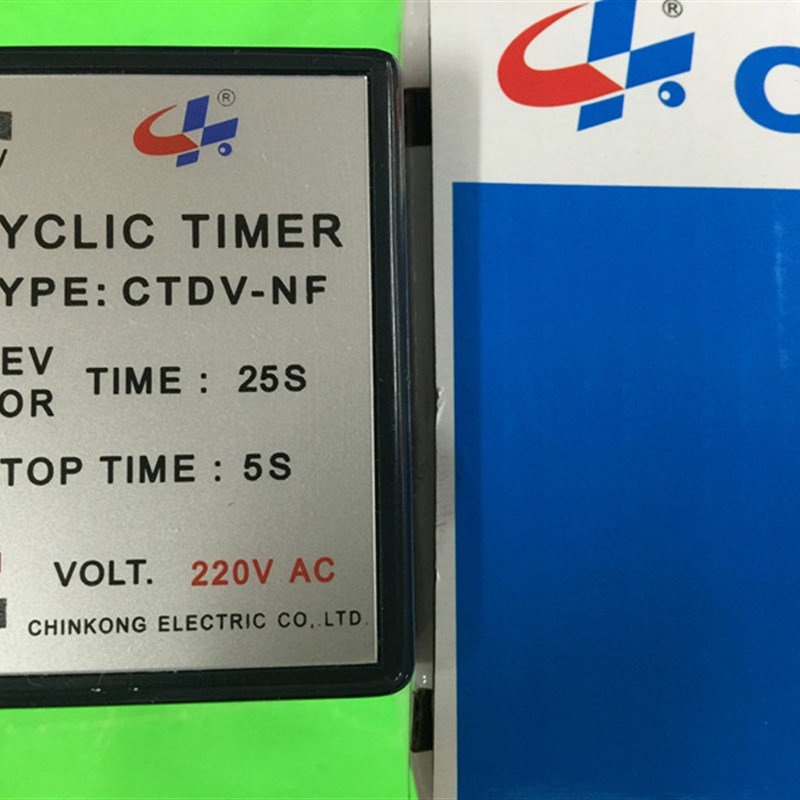 ®
YCLIC TIMER
YPE: CTDV-NF
EV
OR TIME : 25S
TOP TIME : 5S
VOLT. 220V AC
CHINKONG ELECTRIC CO,.LTD.
®
C